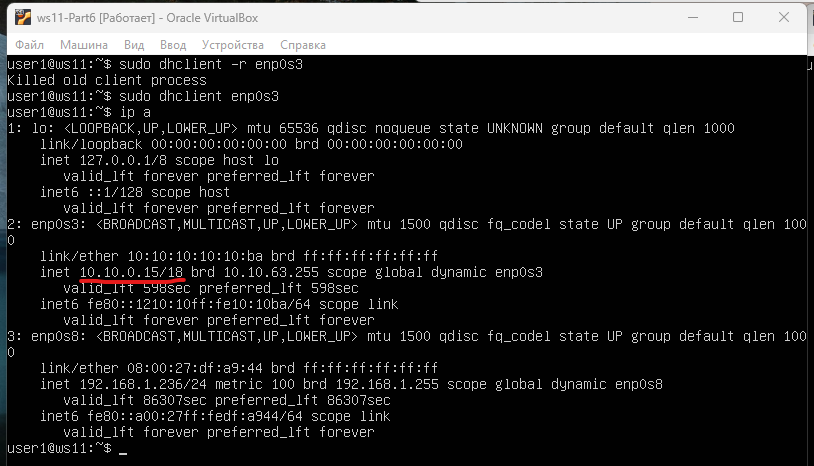 ws11-Part6 [Работает] - Oracle VirtualBox
Файл Машина Вид Ввод Устройства Справка
user1@ws11:~$ sudo dhclient -r enp0s3
Killed old client process
user1@ws11:~$ sudo dhclient enp0s3
user1@ws11:~$ ip a
1: lo: <LOOPBACK,UP,LOWER_UP> mtu 65536 qdisc noqueue state UNKNOWN group default qlen 1000
link/loopback 00:00:00:00:00:00 brd 00:00:00:00:00:00
inet 127.0.0.1/8 scope host lo
valid_lft forever preferred_lft forever
inet6 ::1/128 scope host
valid_lft forever preferred_lft forever
2: enp0s3: <BROADCAST,MULTICAST,UP,LOWER_UP> mtu 1500 qdisc fq_codel state UP group default qlen 100
0
link/ether 10:10:10:10:10:ba brd ff:ff:ff:ff:ff:ff
inet 10.10.0.15/18 brd 10.10.63.255 scope global dynamic enp0s3
valid_lft 598sec preferred_lft 598sec
inet6 fe80::1210:10ff:fe10:10ba/64 scope link
valid_lft forever preferred_lft forever
3: enp0s8: <BROADCAST,MULTICAST,UP,LOWER_UP> mtu 1500 qdisc fq_codel state UP group default qlen 100
0
link/ether 08:00:27:df:a9:44 brd ff:ff:ff:ff:ff:ff
inet 192.168.1.236/24 metric 100 brd 192.168.1.255 scope global dynamic enp0s8
valid_lft 86307sec preferred_lft 86307sec
inet6 fe80::a00:27ff:fedf:a944/64 scope link
valid_lft forever preferred_lft forever
user1@ws11:~$ _